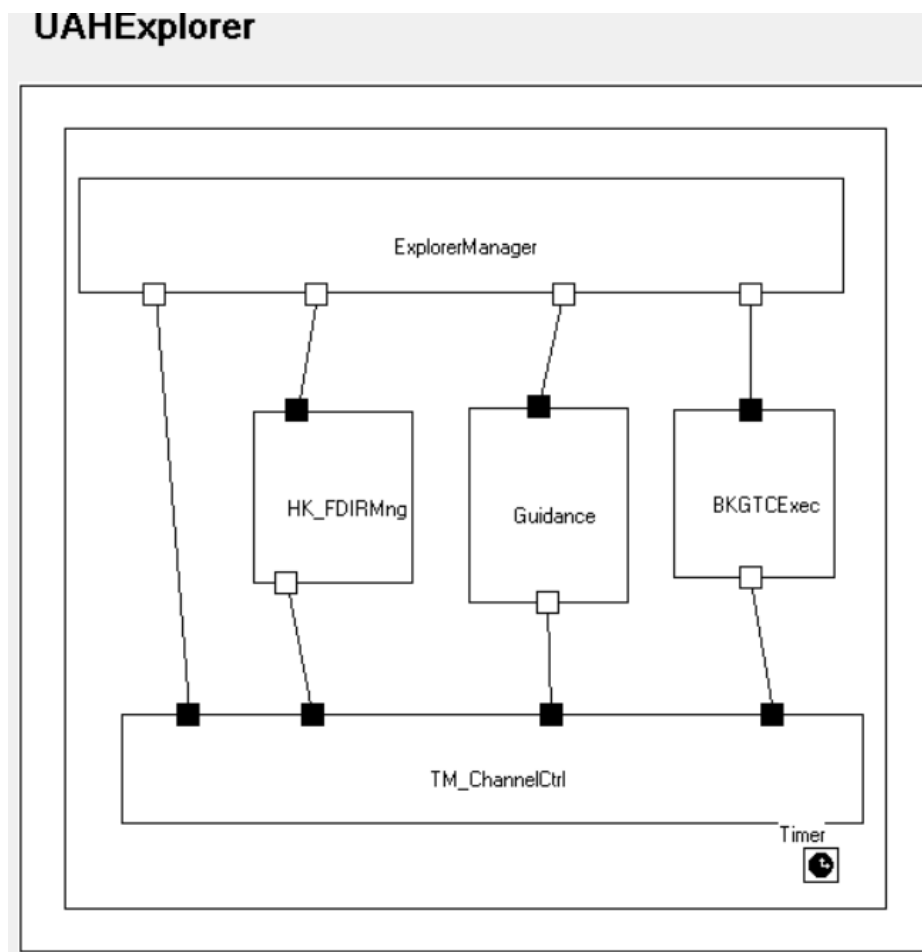 UAHExplorer
ExplorerManager
HK_FDIRMng
Guidance
BKGTCExec
TM_ChannelCtrl
Timer